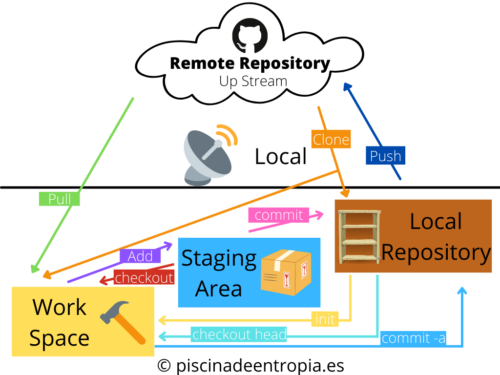 Remote Repository
Up Stream
Clone
Local
Push
Pull
commit
Local
Repository
Add
Staging
Area
checkout
Work
Space
init
checkout head
commit -a
© piscinadeentropia.es